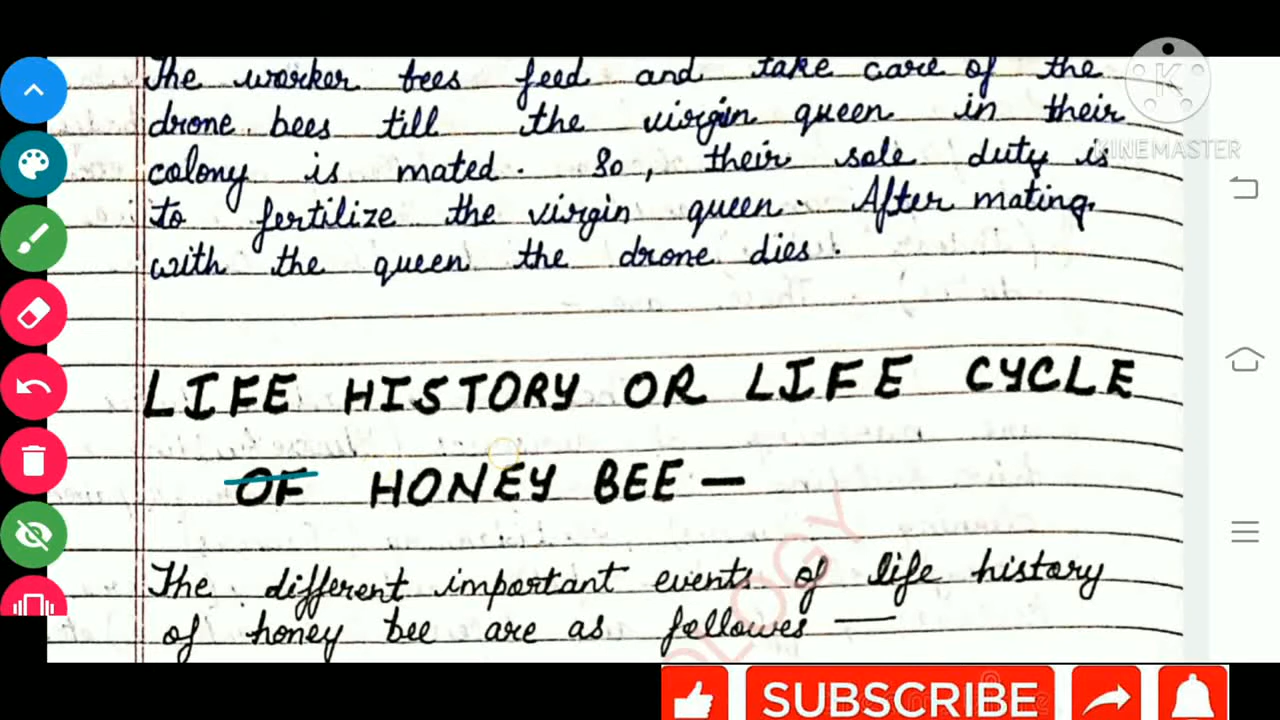 The worker bees feed and take care of the
drone bees till the virgin queen in their
colony is mated. So, their sole duty is
to fertilize the virgin queen. After mating
with the queen the drone dies.
LIFE HISTORY OR LIFE CYCLE
OF HONEY BEE —
The different important events of life history
of honey bee are as fellowes —
KINEMASTER
OLOGY
SUBSCRIBE